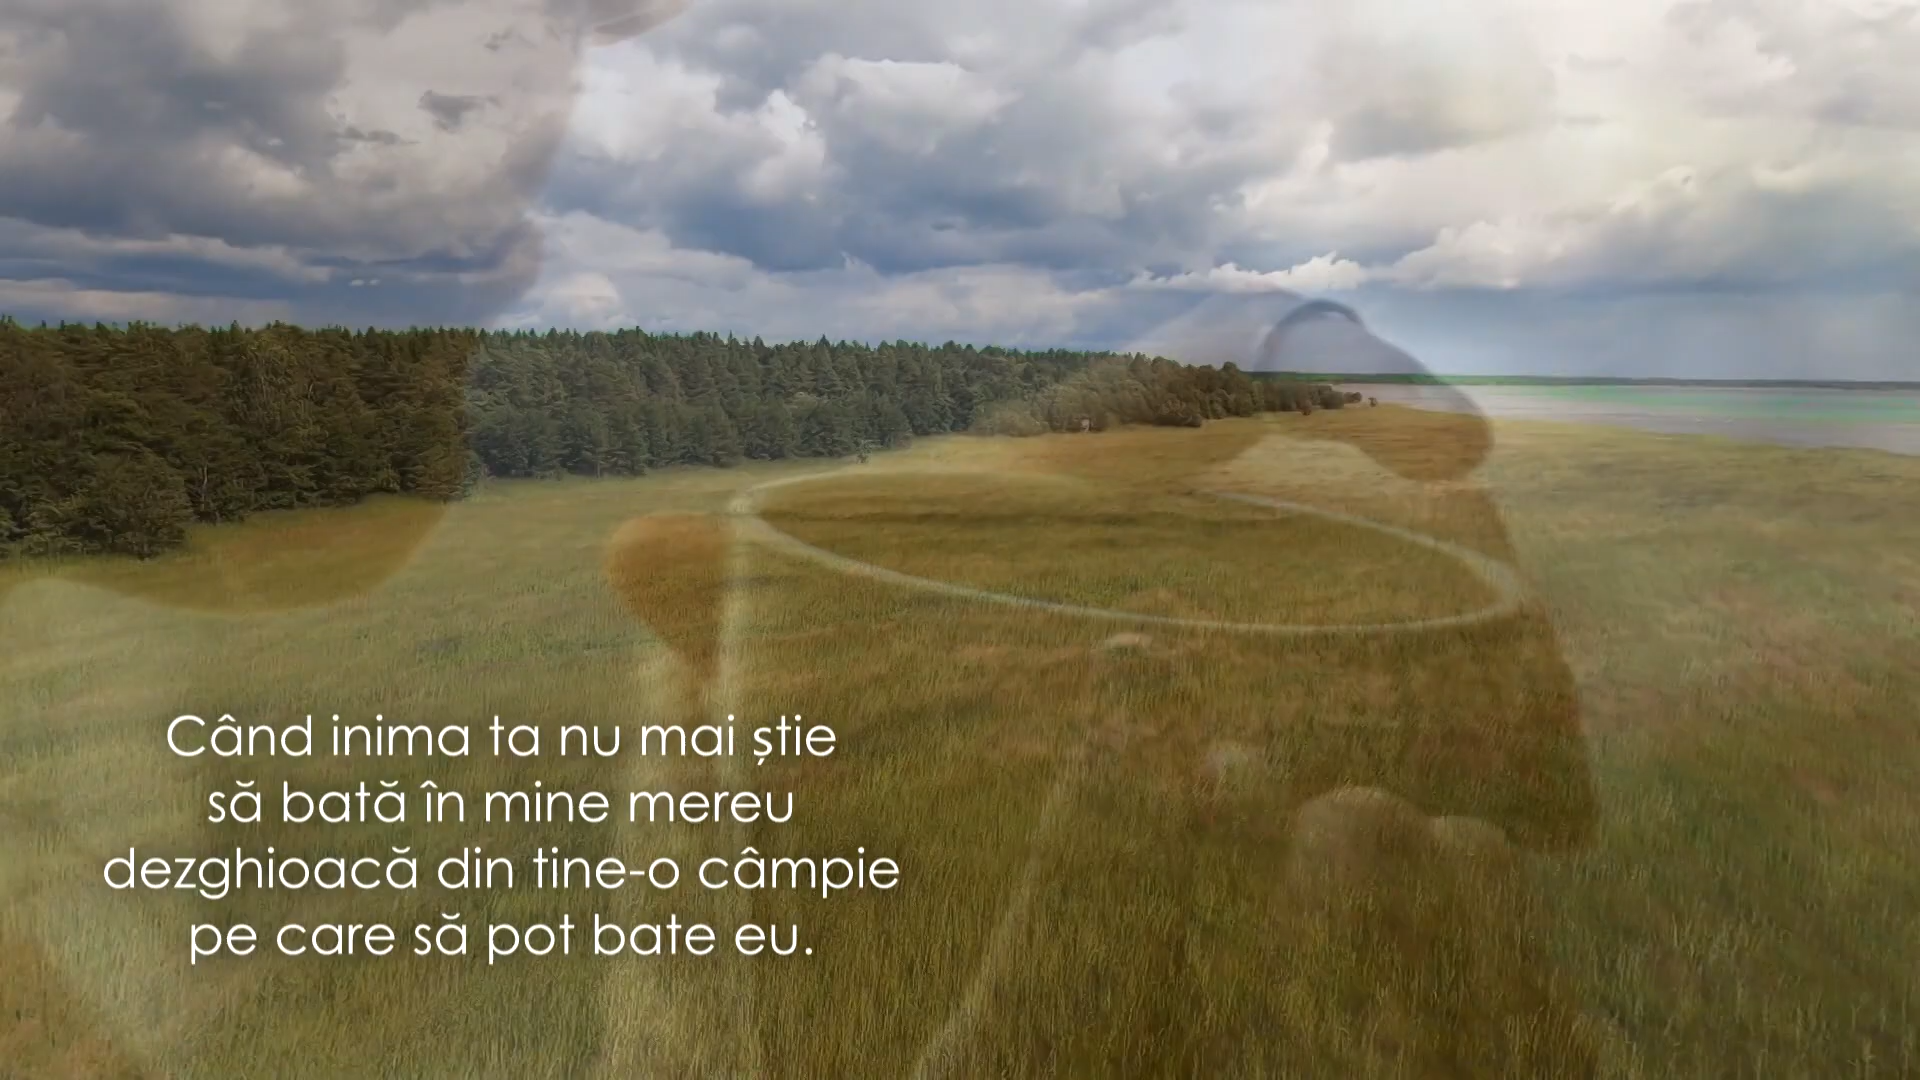 Când inima ta nu mai știe
să bată în mine mereu
dezghioacă din tine-o câmpie
pe care să pot bate eu.